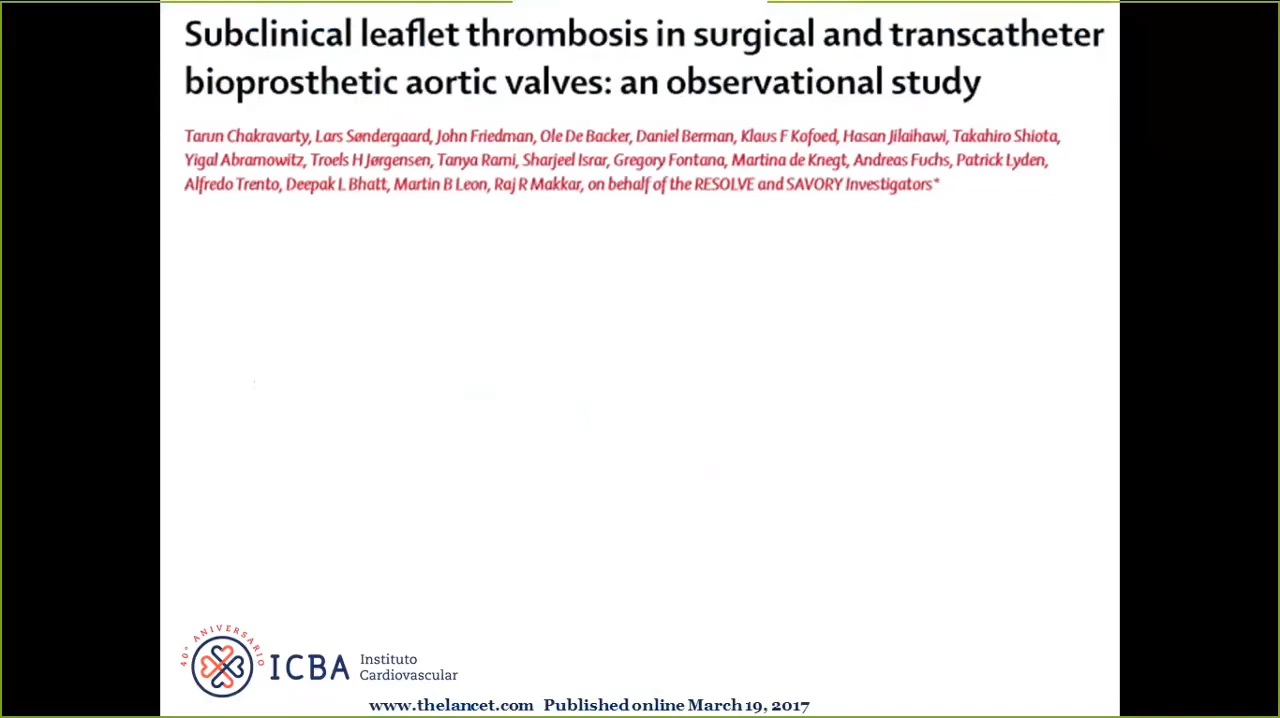 Subclinical leaflet thrombosis in surgical and transcatheter
bioprosthetic aortic valves: an observational study
Tarun Chakravarty, Lars Søndergaard, John Friedman, Ole De Backer, Daniel Berman, Klaus F Kofoed, Hasan Jilaihawi, Takahiro Shiota,
Yigal Abramowitz, Troels H Jørgensen, Tanya Rami, Sharjeel Israr, Gregory Fontana, Martina de Knegt, Andreas Fuchs, Patrick Lyden,
Alfredo Trento, Deepak L Bhatt, Martin B Leon, Raj R Makkar, on behalf of the RESOLVE and SAVORY Investigators*
40° ANIVERSARIO
ICBA
Instituto
Cardiovascular
www.thelancet.com Published online March 19, 2017